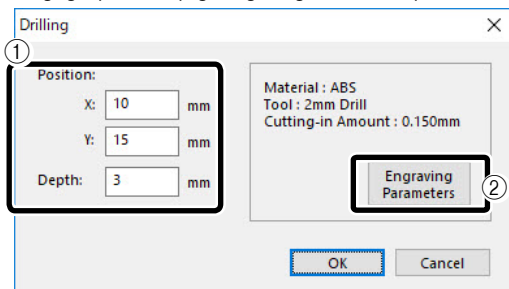 Drilling
①
Position:
X: 10 mm
Y: 15 mm
Depth: 3 mm
Material : ABS
Tool : 2mm Drill
Cutting-in Amount : 0.150mm
Engraving
Parameters
②
OK
Cancel